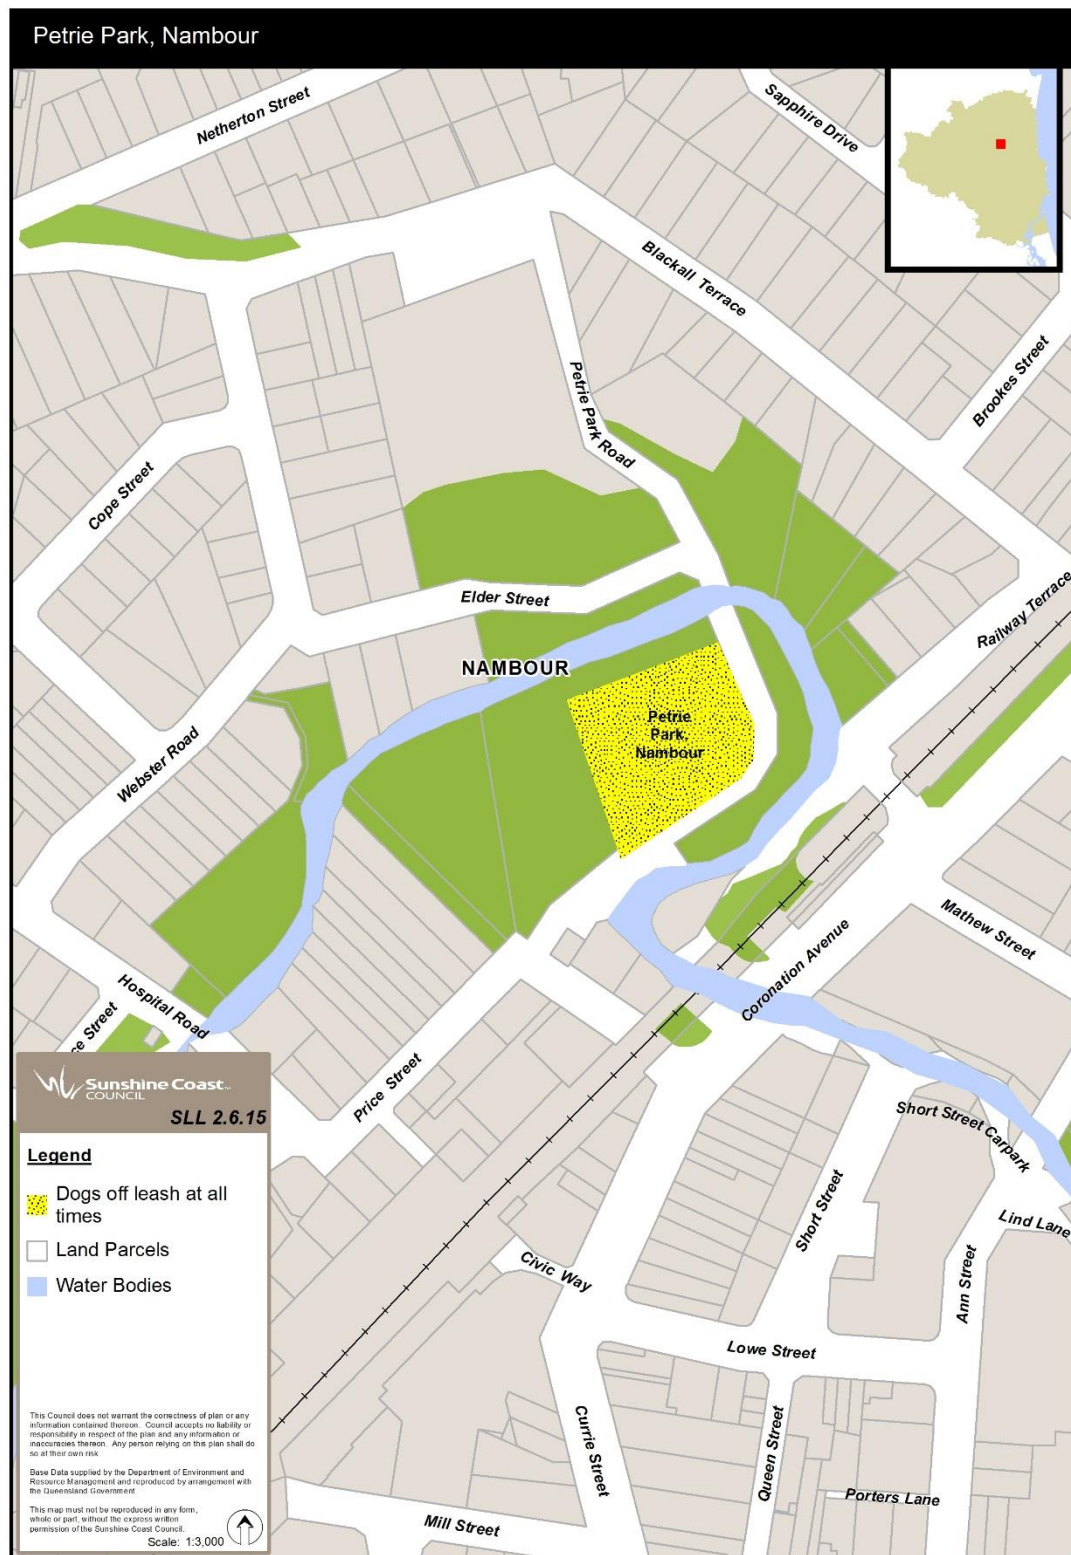 Petrie Park, Nambour
Netherton Street
Sapphire Drive
Blackall Terrace
Brookes Street
Petrie Park Road
Cope Street
Elder Street
Railway Terrace
NAMBOUR
Petrie
Park,
Nambour
Webster Road
Mathew Street
Coronation Avenue
Hospital Road
ce Street
Price Street
Short Street Carpark
Short Street
Lind Lane
Ann Street
Civic Way
Lowe Street
Currie Street
Queen Street
Porters Lane
Mill Street
Sunshine Coast
COUNCIL
SLL 2.6.15
Legend
Dogs off leash at all
times
Land Parcels
Water Bodies
This Council does not warrant the correctness of plan or any
information contained thereon. Council accepts no liability or
responsibility in respect of the plan and any information or
inaccuracies thereon. Any person relying on this plan shall do
so at their own risk.
Base Data supplied by the Department of Environment and
Resource Management and reproduced by arrangement with
the Queensland Government
This map must not be reproduced in any form,
whole or part, without the express written
permission of the Sunshine Coast Council.
Scale: 1:3,000